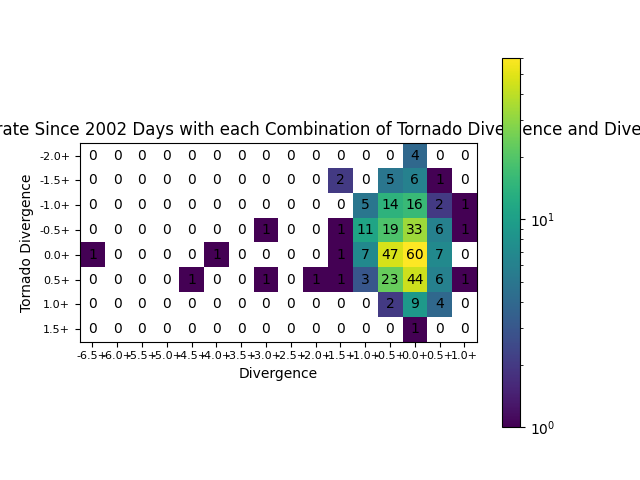 rate Since 2002 Days with each Combination of Tornado Divergence and Dive
Tornado Divergence
-2.0+ 0 0 0 0 0 0 0 0 0 0 0 0 0 4 0 0
-1.5+ 0 0 0 0 0 0 0 0 0 0 2 0 5 6 1 0
-1.0+ 0 0 0 0 0 0 0 0 0 0 0 5 14 16 2 1
-0.5+ 0 0 0 0 0 0 0 1 0 0 1 11 19 33 6 1
0.0+ 1 0 0 0 0 1 0 0 0 0 1 7 47 60 7 0
0.5+ 0 0 0 0 1 0 0 1 0 1 1 3 23 44 6 1
1.0+ 0 0 0 0 0 0 0 0 0 0 0 0 2 9 4 0
1.5+ 0 0 0 0 0 0 0 0 0 0 0 0 0 1 0 0
-6.5+ -6.0+ -5.5+ -5.0+ -4.5+ -4.0+ -3.5+ -3.0+ -2.5+ -2.0+ -1.5+ -1.0+ -0.5+ 0.0+ 0.5+ 1.0+
Divergence
10¹
10⁰